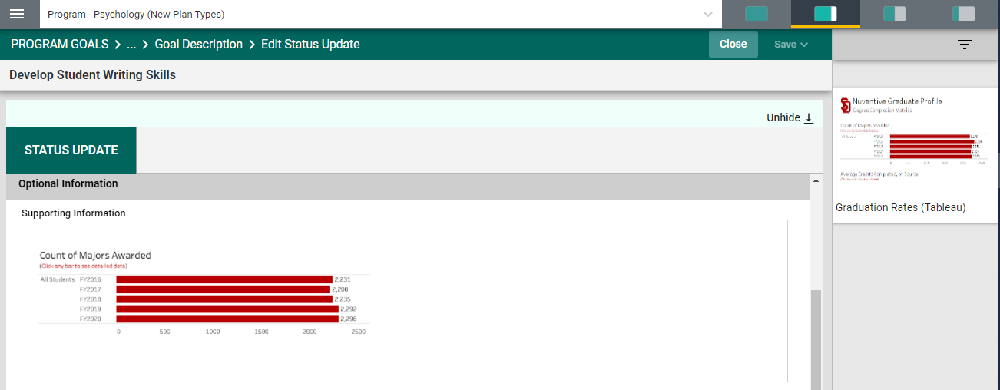 Program - Psychology (New Plan Types)
PROGRAM GOALS > ... > Goal Description > Edit Status Update
Close
Save
Develop Student Writing Skills
Unhide
STATUS UPDATE
Optional Information
Supporting Information
Count of Majors Awarded
(Click any bar to see detailed data)
All Students FY2016 2,231
FY2017 2,208
FY2018 2,235
FY2019 2,292
FY2020 2,296
0 500 1000 1500 2000 2500
Nuventive Graduate Profile
Degree Completion Metrics
Count of Majors Awarded
All Students
Average Credits Completed, by Source
Graduation Rates (Tableau)